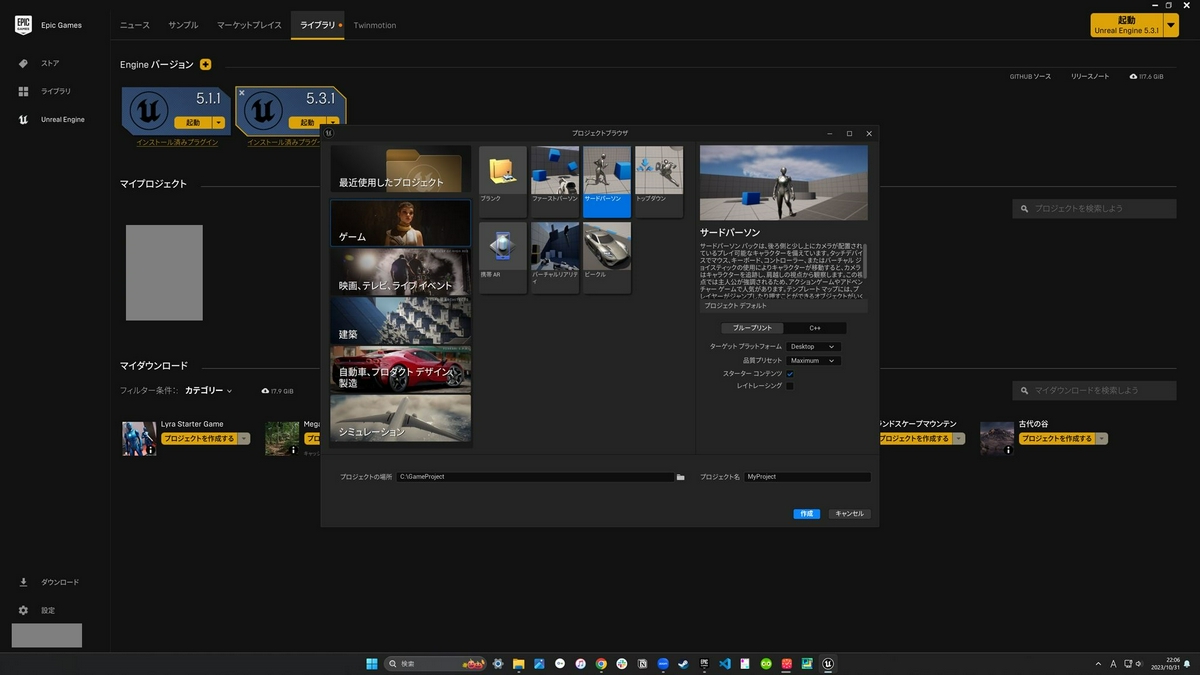 EPIC GAMES
Epic Games
ニュース
サンプル
マーケットプレイス
ライブラリ
Twinmotion
起動
Unreal Engine 5.3.1
ストア
ライブラリ
Unreal Engine
Engine バージョン
GITHUB ソース
リリースノート
117.6 GiB
5.1.1
起動
インストール済みプラグイン
5.3.1
起動
インストール済みプラグ
マイプロジェクト
プロジェクトを検索しよう
マイダウンロード
フィルター条件:
カテゴリー
17.9 GiB
マイダウンロードを検索しよう
Lyra Starter Game
プロジェクトを作成する
Mega
プロ
ンドスケープマウンテン
プロジェクトを作成する
古代の谷
プロジェクトを作成する
プロジェクトブラウザ
最近使用したプロジェクト
ゲーム
映画、テレビ、ライブ イベント
建築
自動車、プロダクト デザイン、
製造
シミュレーション
ブランク
ファーストパーソン
サードパーソン
トップダウン
携帯 AR
バーチャルリアリテ
ィ
ビークル
サードパーソン
サードパーソン パックは、後ろ側と少し上にカメラが配置され
ているプレイ可能なキャラクターを備えています。タッチデバイ
スでマウス、キーボード、コントローラー、またはバーチャル ジ
ョイスティックの使用によりキャラクターが移動すると、カメラ
はキャラクターを追跡し、肩越しの視点から観察します。この視
点では主人公が強調されるため、アクションゲームやアドベン
チャー ゲームで人気があります。テンプレート マップには、プ
レイヤーがジャンプしたり押すことができるオブジェクトがいく
プロジェクト デフォルト
ブループリント
C++
ターゲット プラットフォーム
Desktop
品質プリセット
Maximum
スターター コンテンツ
レイトレーシング
プロジェクトの場所
C:\GameProject
プロジェクト名
MyProject
作成
キャンセル
ダウンロード
設定
検索
A
22:06
2023/10/31